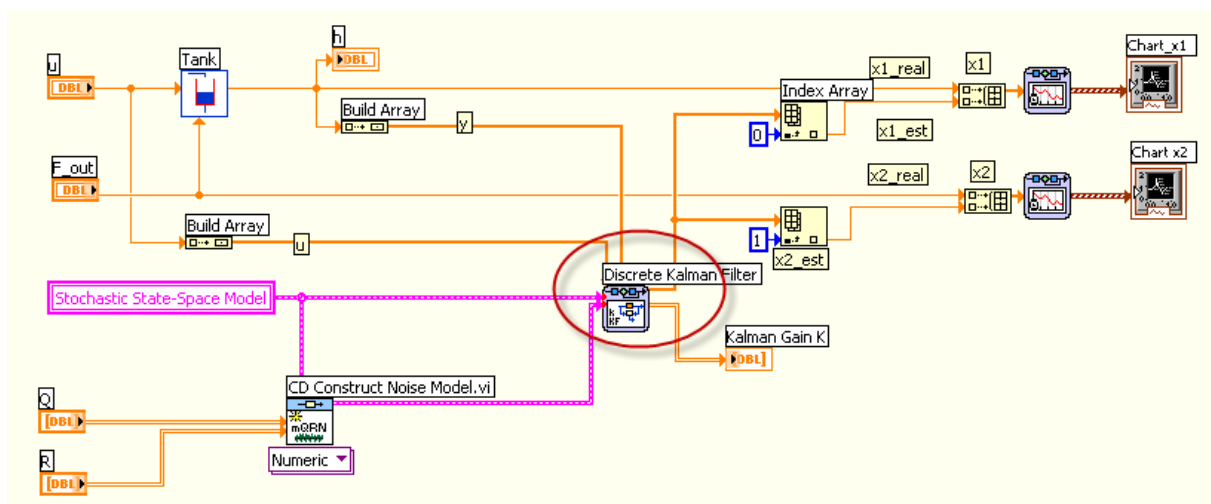 u
DBL
Tank
h
DBL
F_out
DBL
Build Array
y
Build Array
u
Index Array
0
x1_real
x1
x1_est
Chart_x1
x2_real
x2
1
x2_est
Chart x2
Discrete Kalman Filter
K
KF
Stochastic State-Space Model
Kalman Gain K
[DBL]
CD Construct Noise Model.vi
mQRN
Numeric
Q
[DBL]
R
[DBL]